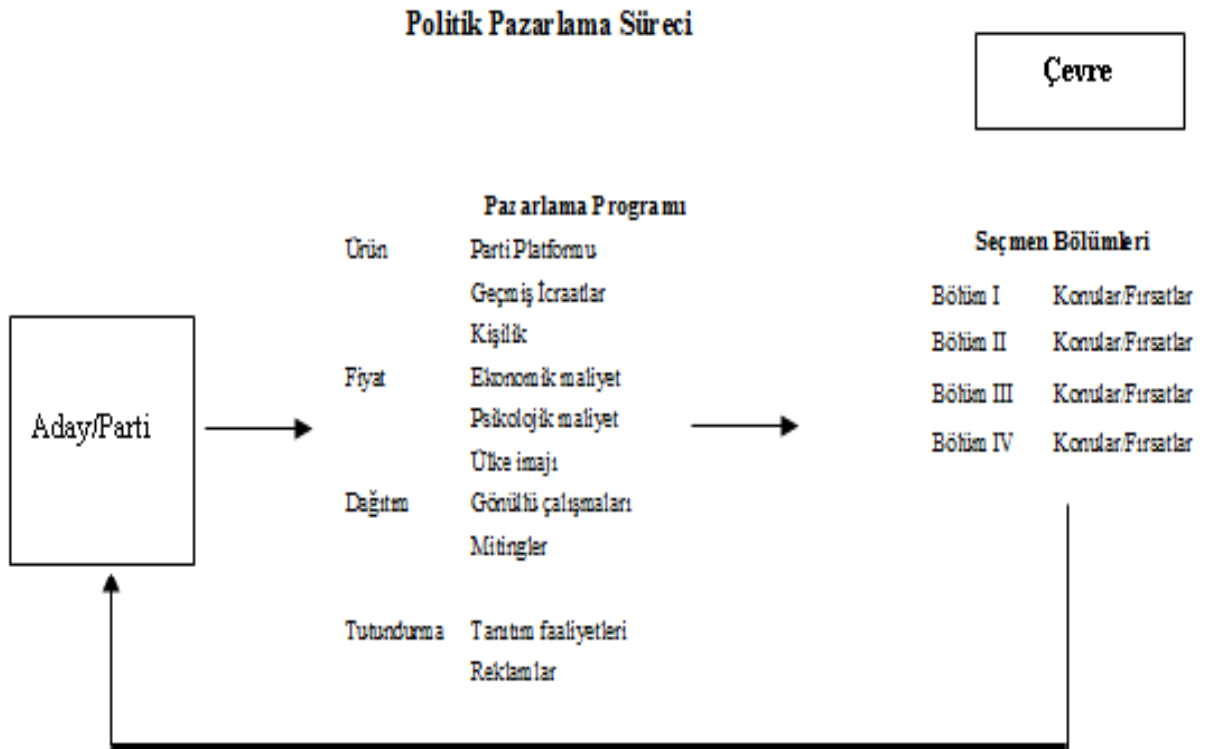 Politik Pazarlama Süreci
Çevre
Pazarlama Programı
Ürün Parti Platformu
Geçmiş İcraatlar
Kişilik
Fiyat Ekonomik maliyet
Psikolojik maliyet
Ülke imajı
Dağıtım Gönüllü çalışmaları
Mitingler
Tutundurma Tanıtım faaliyetleri
Reklamlar
Aday/Parti
Seçmen Bölümleri
Bölüm I Konular/Fırsatlar
Bölüm II Konular/Fırsatlar
Bölüm III Konular/Fırsatlar
Bölüm IV Konular/Fırsatlar